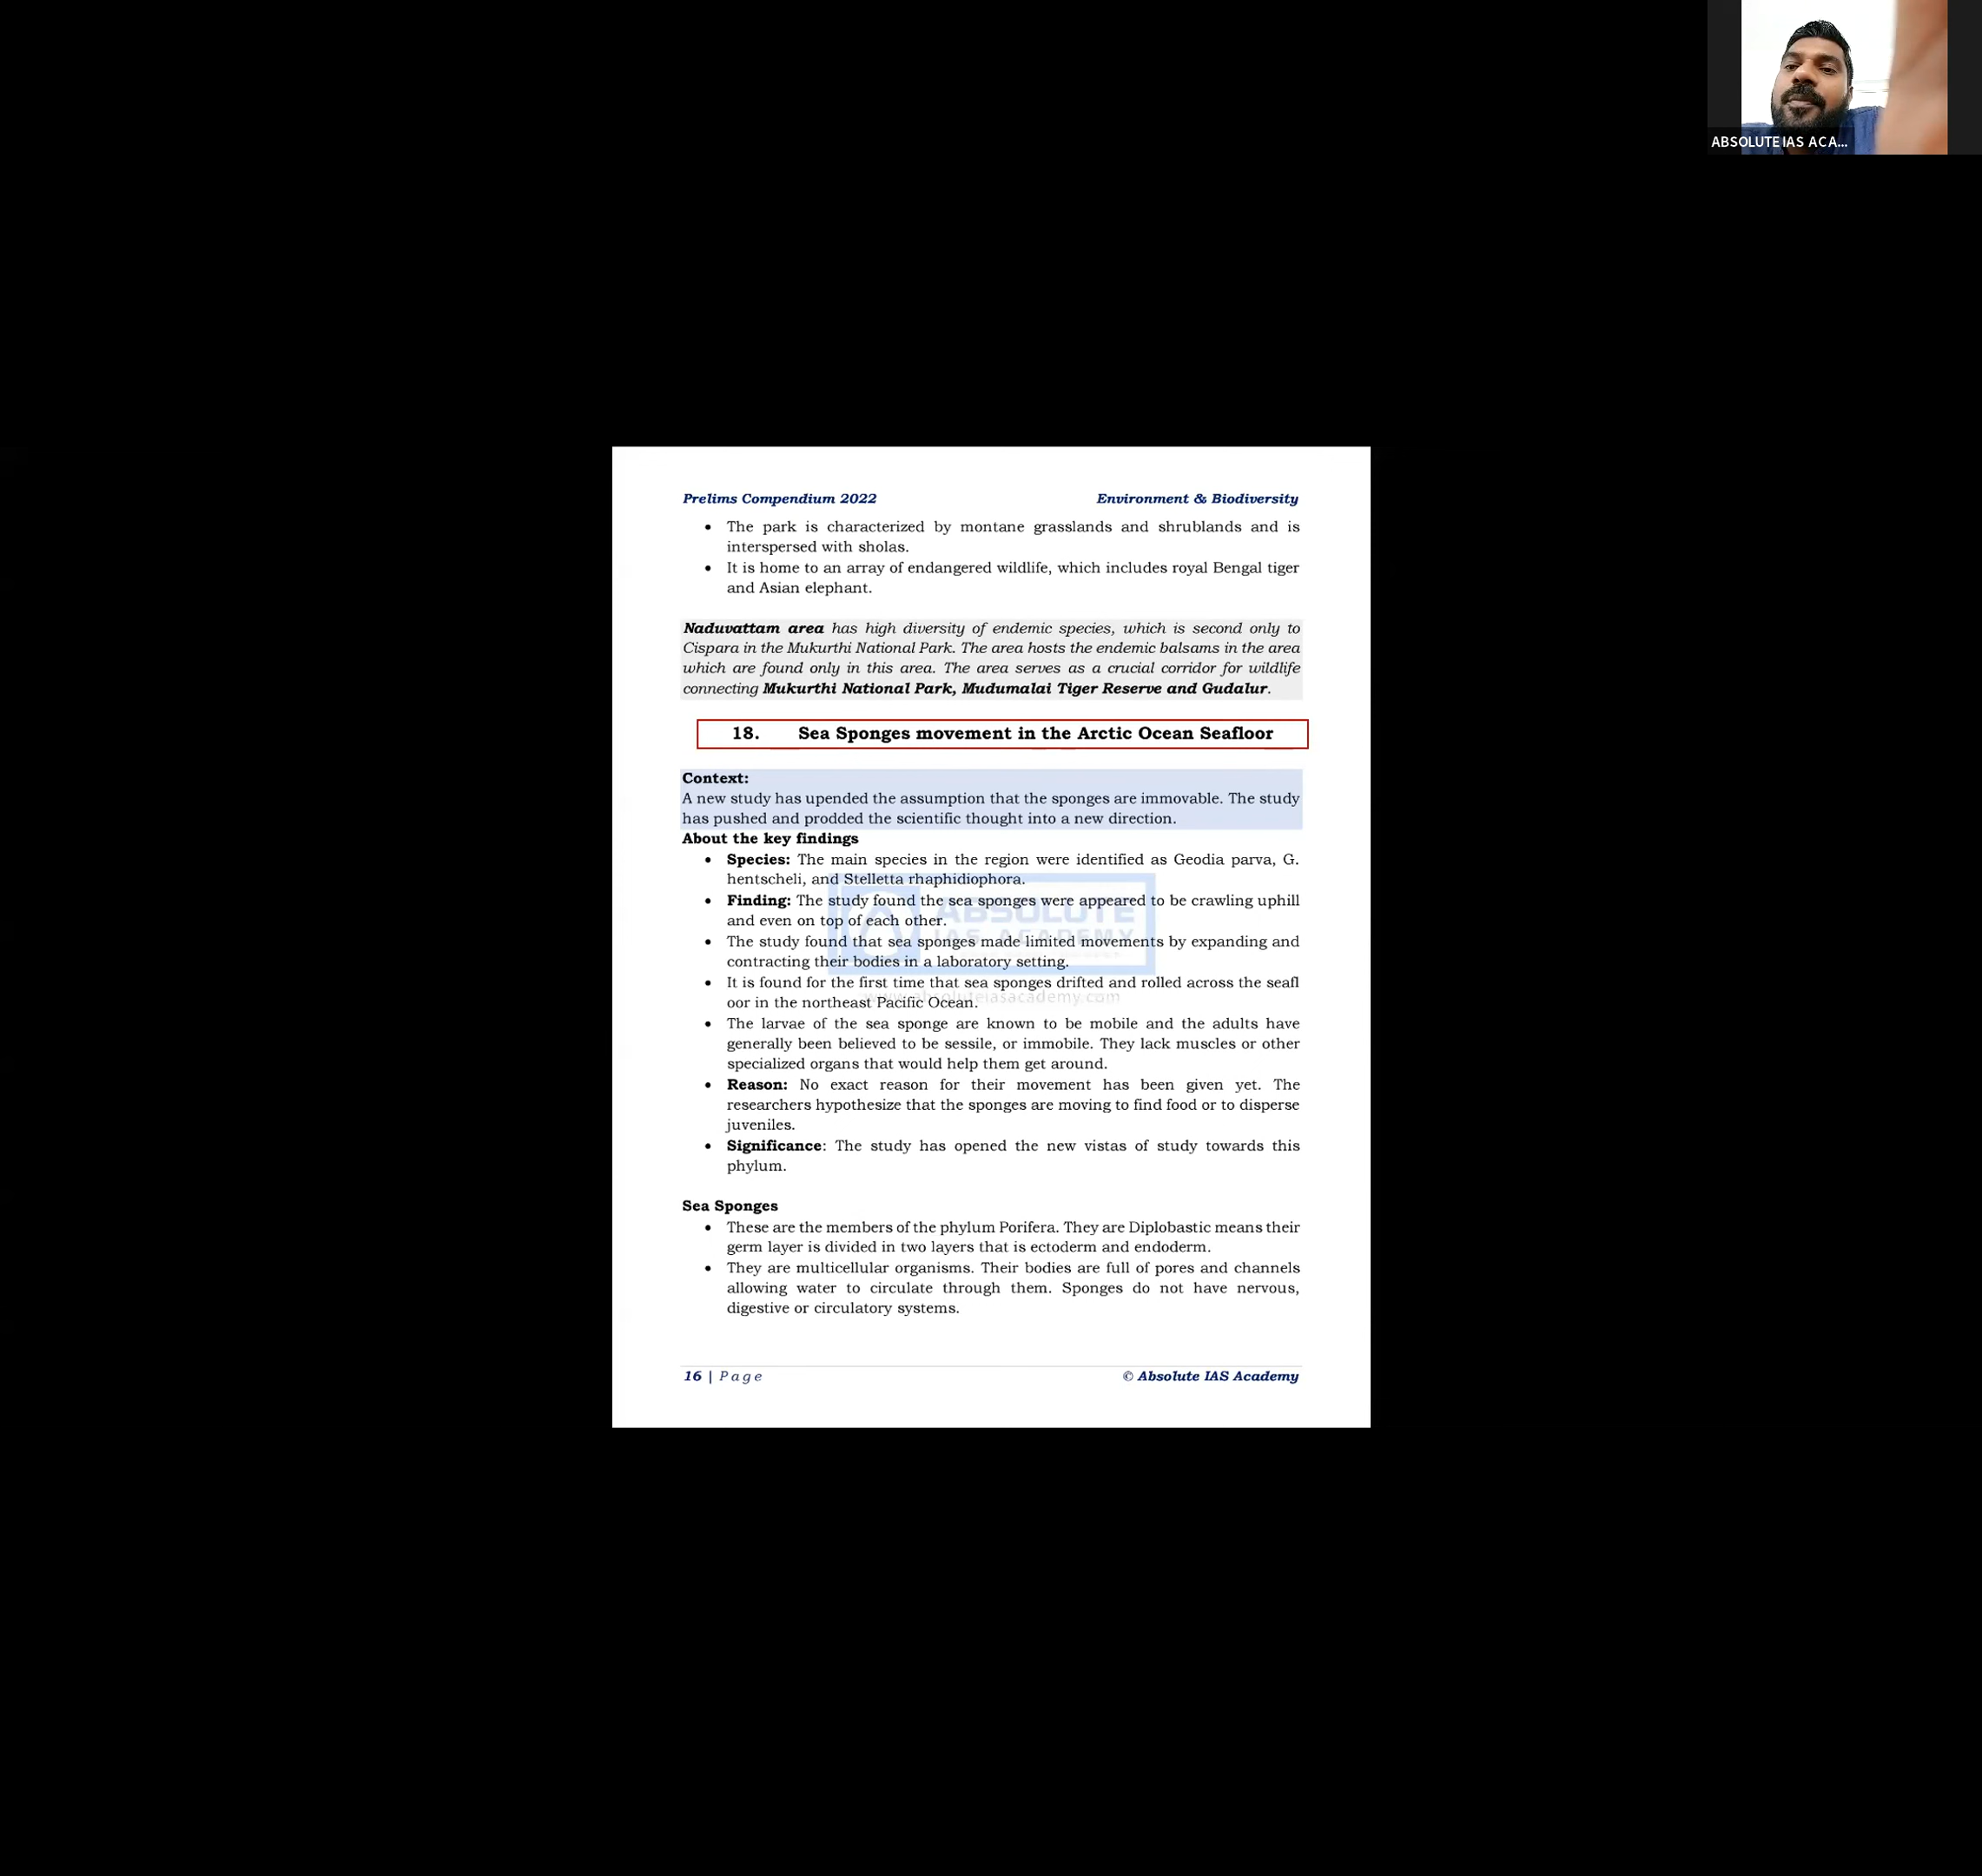 ABSOLUTE IAS ACA...
Prelims Compendium 2022 Environment & Biodiversity
• The park is characterized by montane grasslands and shrublands and is
interspersed with sholas.
• It is home to an array of endangered wildlife, which includes royal Bengal tiger
and Asian elephant.
Naduvattam area has high diversity of endemic species, which is second only to
Cispara in the Mukurthi National Park. The area hosts the endemic balsams in the area
which are found only in this area. The area serves as a crucial corridor for wildlife
connecting Mukurthi National Park, Mudumalai Tiger Reserve and Gudalur.
18. Sea Sponges movement in the Arctic Ocean Seafloor
Context:
A new study has upended the assumption that the sponges are immovable. The study
has pushed and prodded the scientific thought into a new direction.
About the key findings
• Species: The main species in the region were identified as Geodia parva, G.
hentscheli, and Stelletta rhaphidiophora.
• Finding: The study found the sea sponges were appeared to be crawling uphill
and even on top of each other.
• The study found that sea sponges made limited movements by expanding and
contracting their bodies in a laboratory setting.
• It is found for the first time that sea sponges drifted and rolled across the seafl
oor in the northeast Pacific Ocean.
• The larvae of the sea sponge are known to be mobile and the adults have
generally been believed to be sessile, or immobile. They lack muscles or other
specialized organs that would help them get around.
• Reason: No exact reason for their movement has been given yet. The
researchers hypothesize that the sponges are moving to find food or to disperse
juveniles.
• Significance: The study has opened the new vistas of study towards this
phylum.
Sea Sponges
• These are the members of the phylum Porifera. They are Diplobastic means their
germ layer is divided in two layers that is ectoderm and endoderm.
• They are multicellular organisms. Their bodies are full of pores and channels
allowing water to circulate through them. Sponges do not have nervous,
digestive or circulatory systems.
ABSOLUTE
IAS ACADEMY
www.absoluteiasacademy.com
16 | Page © Absolute IAS Academy